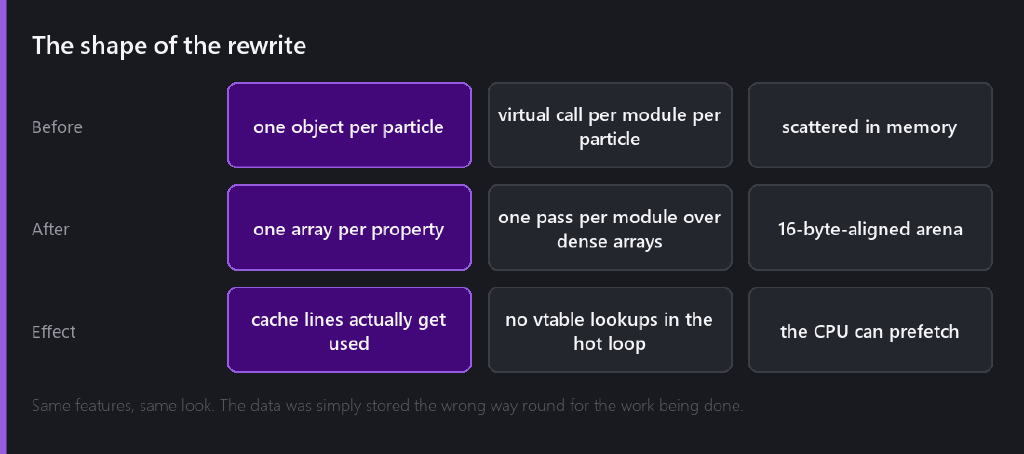 The shape of the rewrite
Before
one object per particle
virtual call per module per
particle
scattered in memory
After
one array per property
one pass per module over
dense arrays
16-byte-aligned arena
Effect
cache lines actually get
used
no vtable lookups in the
hot loop
the CPU can prefetch
Same features, same look. The data was simply stored the wrong way round for the work being done.